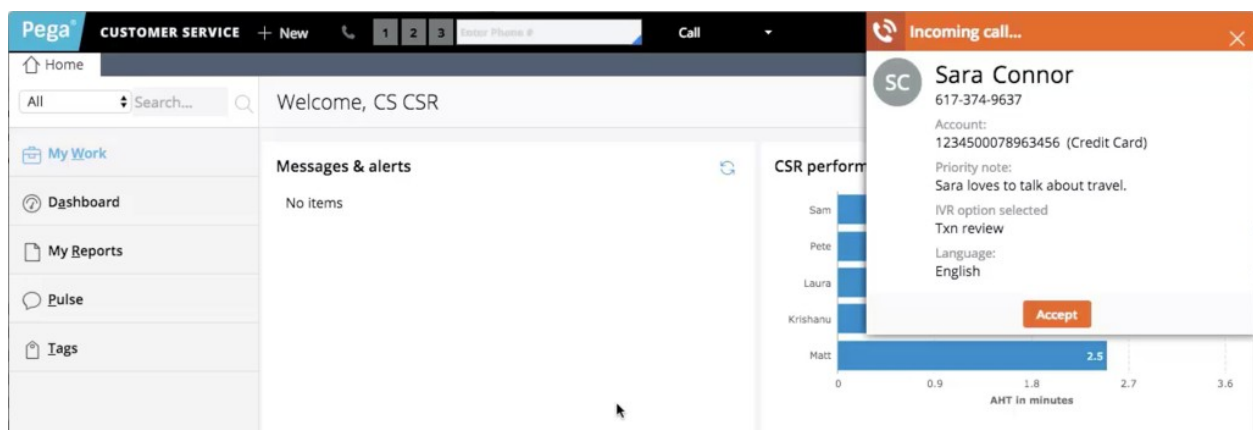 Pega® CUSTOMER SERVICE + New 1 2 3 Enter Phone # Call
Incoming call...
Home
All Search...
Welcome, CS CSR
My Work
Dashboard
My Reports
Pulse
Tags
Messages & alerts
No items
CSR perform
Sam
Pete
Laura
Krishanu
Matt
2.5
0 0.9 1.8 2.7 3.6
AHT in minutes
SC
Sara Connor
617-374-9637
Account:
1234500078963456 (Credit Card)
Priority note:
Sara loves to talk about travel.
IVR option selected
Txn review
Language:
English
Accept